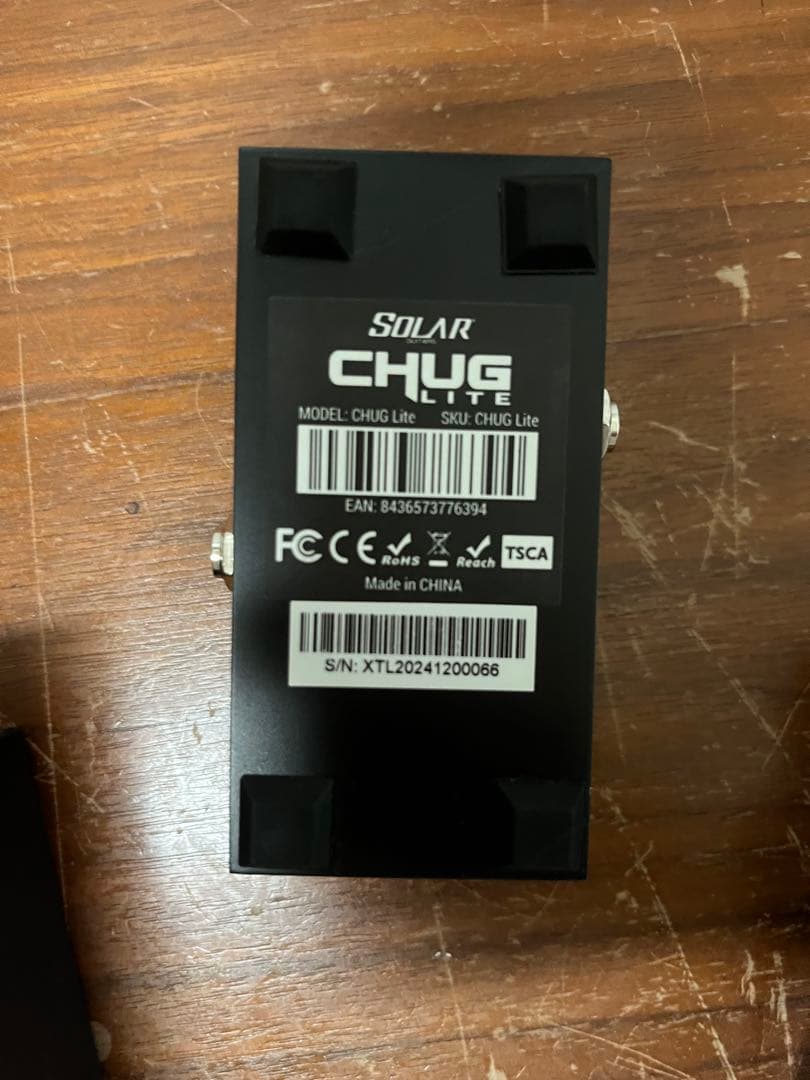 SOLAR
GUITARS
CHUG
LITE
MODEL: CHUG Lite SKU: CHUG Lite
EAN: 8436573776394
FC CE RoHS Reach TSCA
Made in CHINA
S/N: XTL20241200066